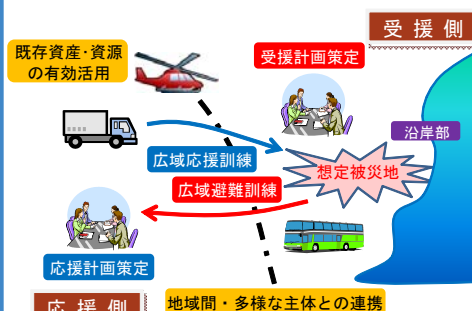 受援側
既存資産･資源
の有効活用
受援計画策定
沿岸部
広域応援訓練
想定被災地
広域避難訓練
応援計画策定
応援側
地域間・多様な主体との連携